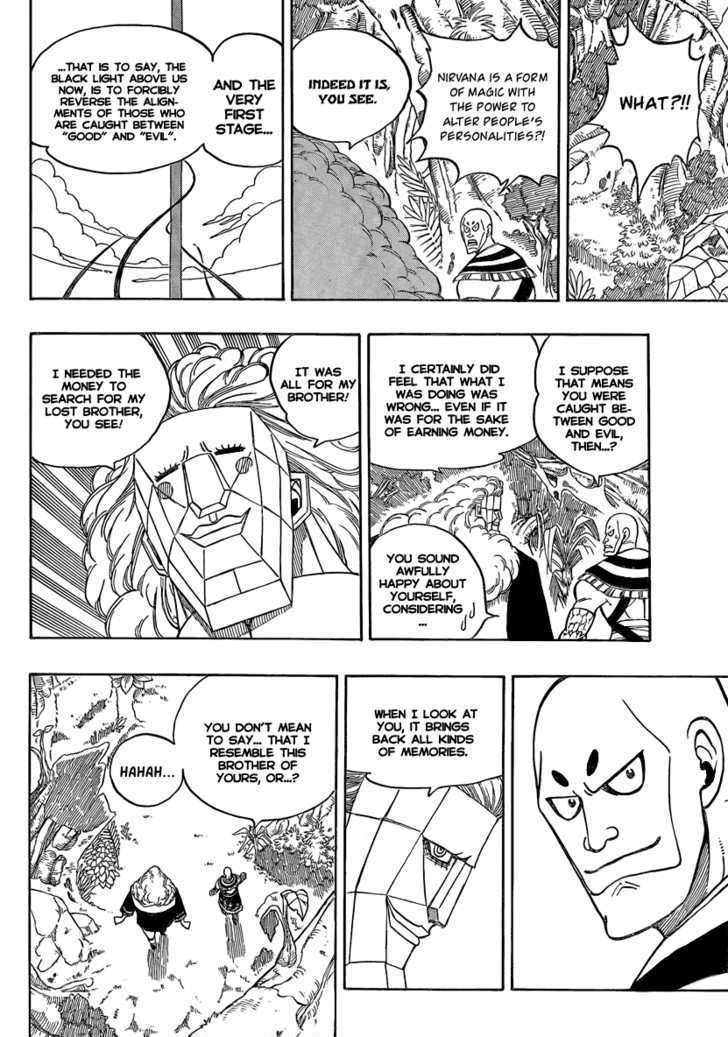 WHAT?!!
NIRVANA IS A FORM
OF MAGIC WITH
THE POWER TO
ALTER PEOPLE'S
PERSONALITIES?!
INDEED IT IS,
YOU SEE.
AND THE
VERY
FIRST
STAGE...
...THAT IS TO SAY, THE
BLACK LIGHT ABOVE US
NOW, IS TO FORCIBLY
REVERSE THE ALIGN-
MENTS OF THOSE WHO
ARE CAUGHT BETWEEN
"GOOD" AND "EVIL".
I SUPPOSE
THAT MEANS
YOU WERE
CAUGHT BE-
TWEEN GOOD
AND EVIL,
THEN...?
I CERTAINLY DID
FEEL THAT WHAT I
WAS DOING WAS
WRONG... EVEN IF IT
WAS FOR THE SAKE
OF EARNING MONEY.
YOU SOUND
AWFULLY
HAPPY ABOUT
YOURSELF,
CONSIDERING
...
IT WAS
ALL FOR MY
BROTHER!
I NEEDED THE
MONEY TO
SEARCH FOR MY
LOST BROTHER,
YOU SEE!
WHEN I LOOK AT
YOU, IT BRINGS
BACK ALL KINDS
OF MEMORIES.
YOU DON'T MEAN
TO SAY... THAT I
RESEMBLE THIS
BROTHER OF
YOURS, OR...?
HAHAH...